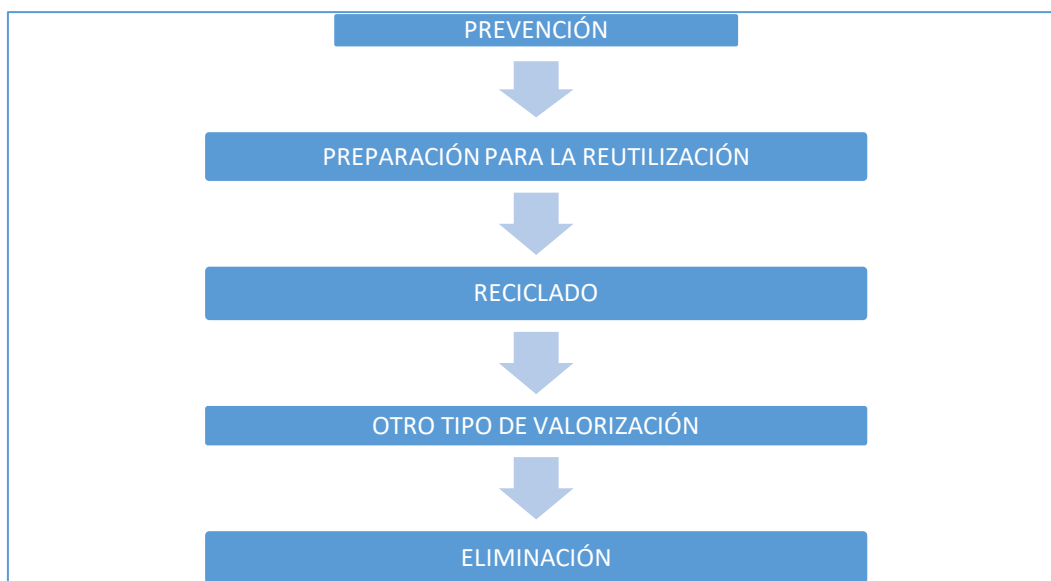 PREVENCIÓN
PREPARACIÓN PARA LA REUTILIZACIÓN
RECICLADO
OTRO TIPO DE VALORIZACIÓN
ELIMINACIÓN